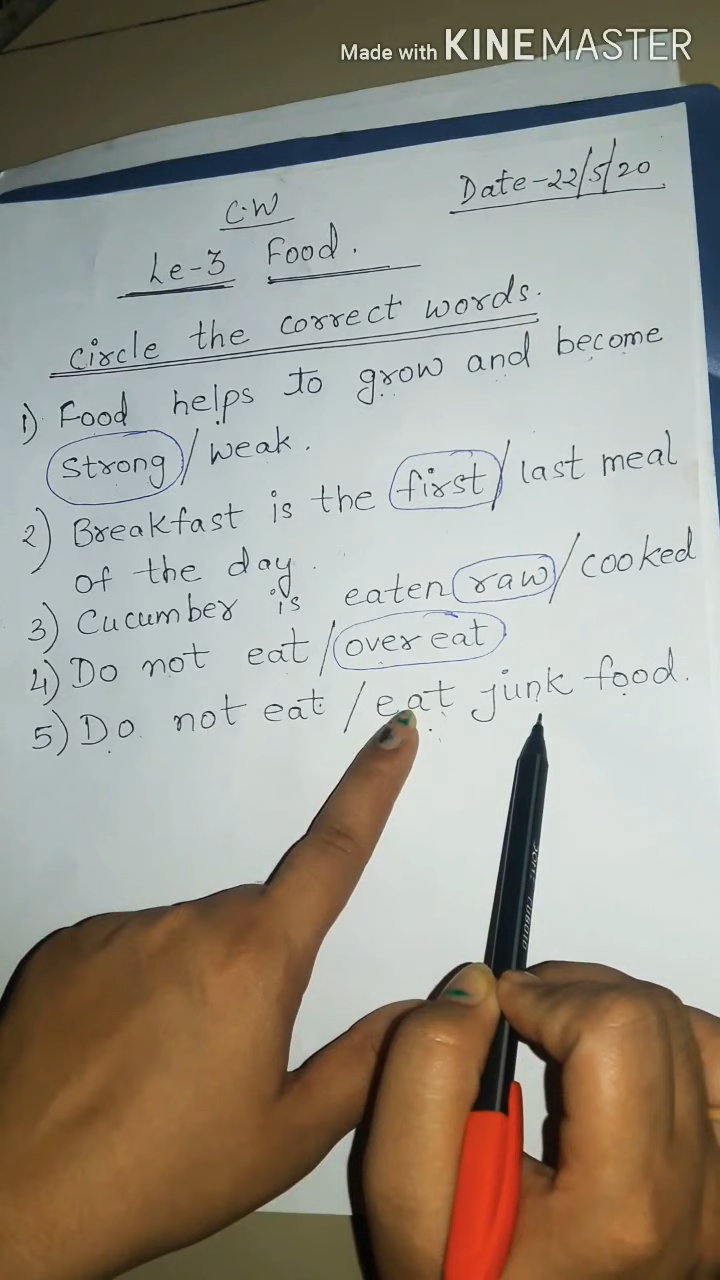 Made with KINEMASTER
C.W
Date-22/5/20
Le-3 Food.
circle the correct words.
1) Food helps to grow and become
Strong/weak.
2) Breakfast is the first/last meal
of the day.
3) Cucumber is eaten raw/cooked
4) Do not eat/over eat
5) Do not eat/eat junk food.